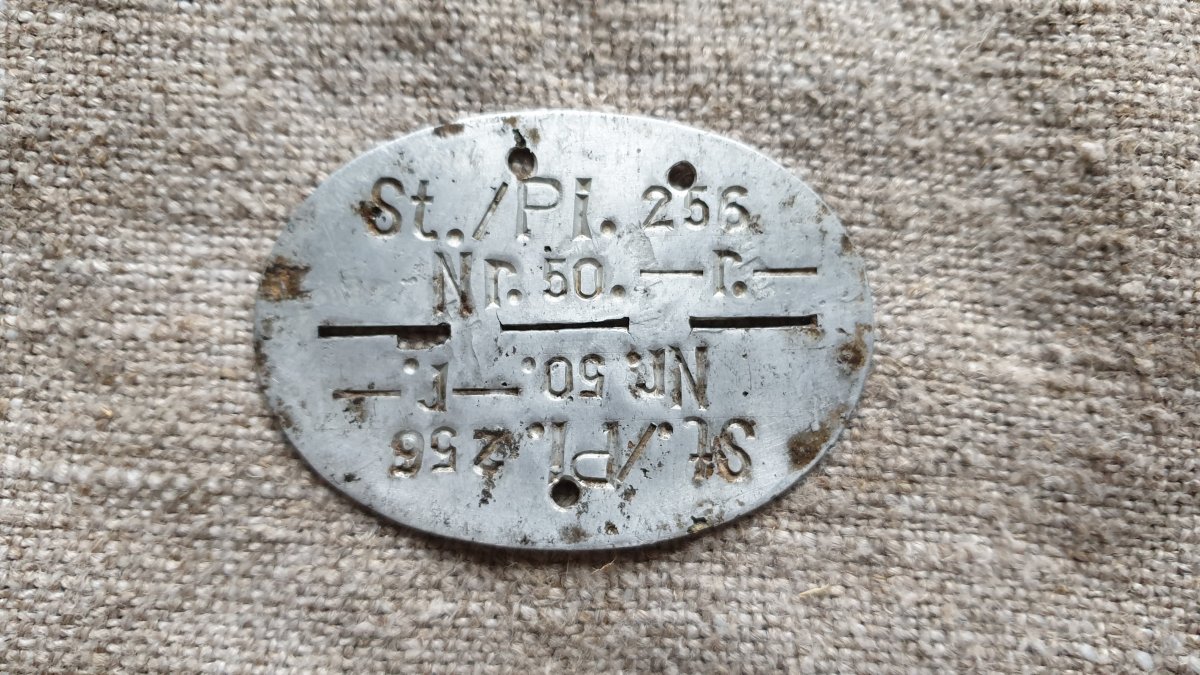 St./Pi. 256
Nr. 50. — r. —
Nr. 50. — r. —
St./Pi. 256